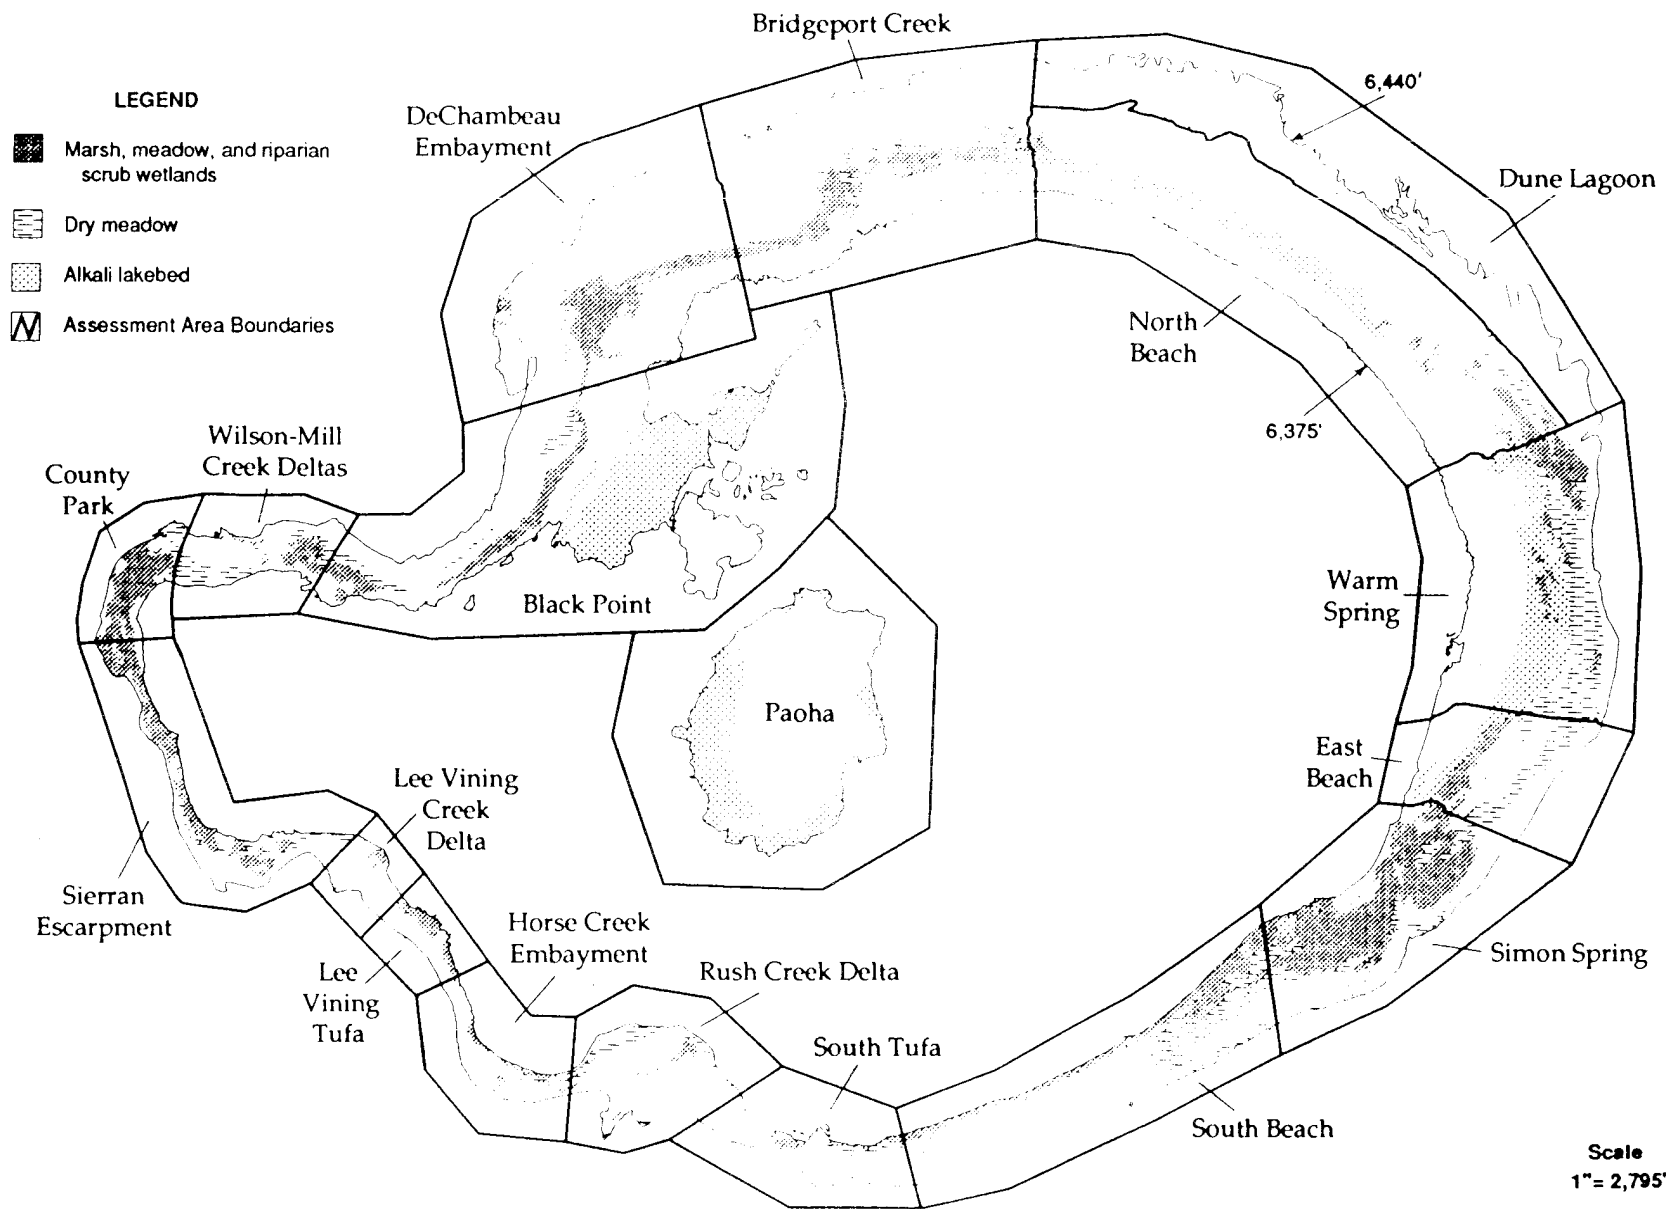 Bridgeport Creek
LEGEND
Marsh, meadow, and riparian
scrub wetlands
Dry meadow
Alkali lakebed
Assessment Area Boundaries
DeChambeau
Embayment
6,440'
Dune Lagoon
North
Beach
6,375'
Wilson-Mill
Creek Deltas
County
Park
Black Point
Warm
Spring
Paoha
East
Beach
Lee Vining
Creek
Delta
Sierran
Escarpment
Horse Creek
Embayment
Lee
Vining
Tufa
Rush Creek Delta
Simon Spring
South Tufa
South Beach
Scale
1"= 2,795'